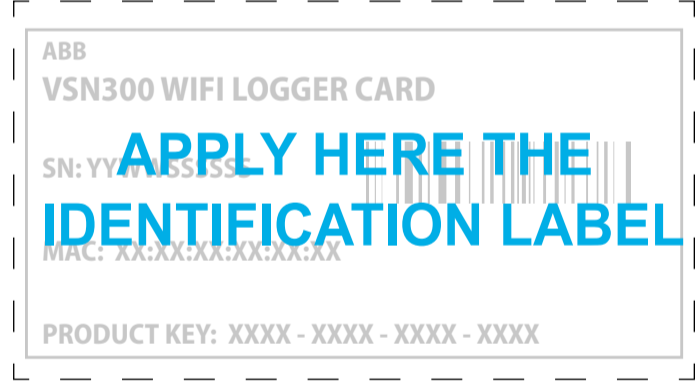 ABB
VSN300 WIFI LOGGER CARD
APPLY HERE THE
SN: YYWWSSSSSS
IDENTIFICATION LABEL
MAC: XX:XX:XX:XX:XX:XX
PRODUCT KEY: XXXX - XXXX - XXXX - XXXX